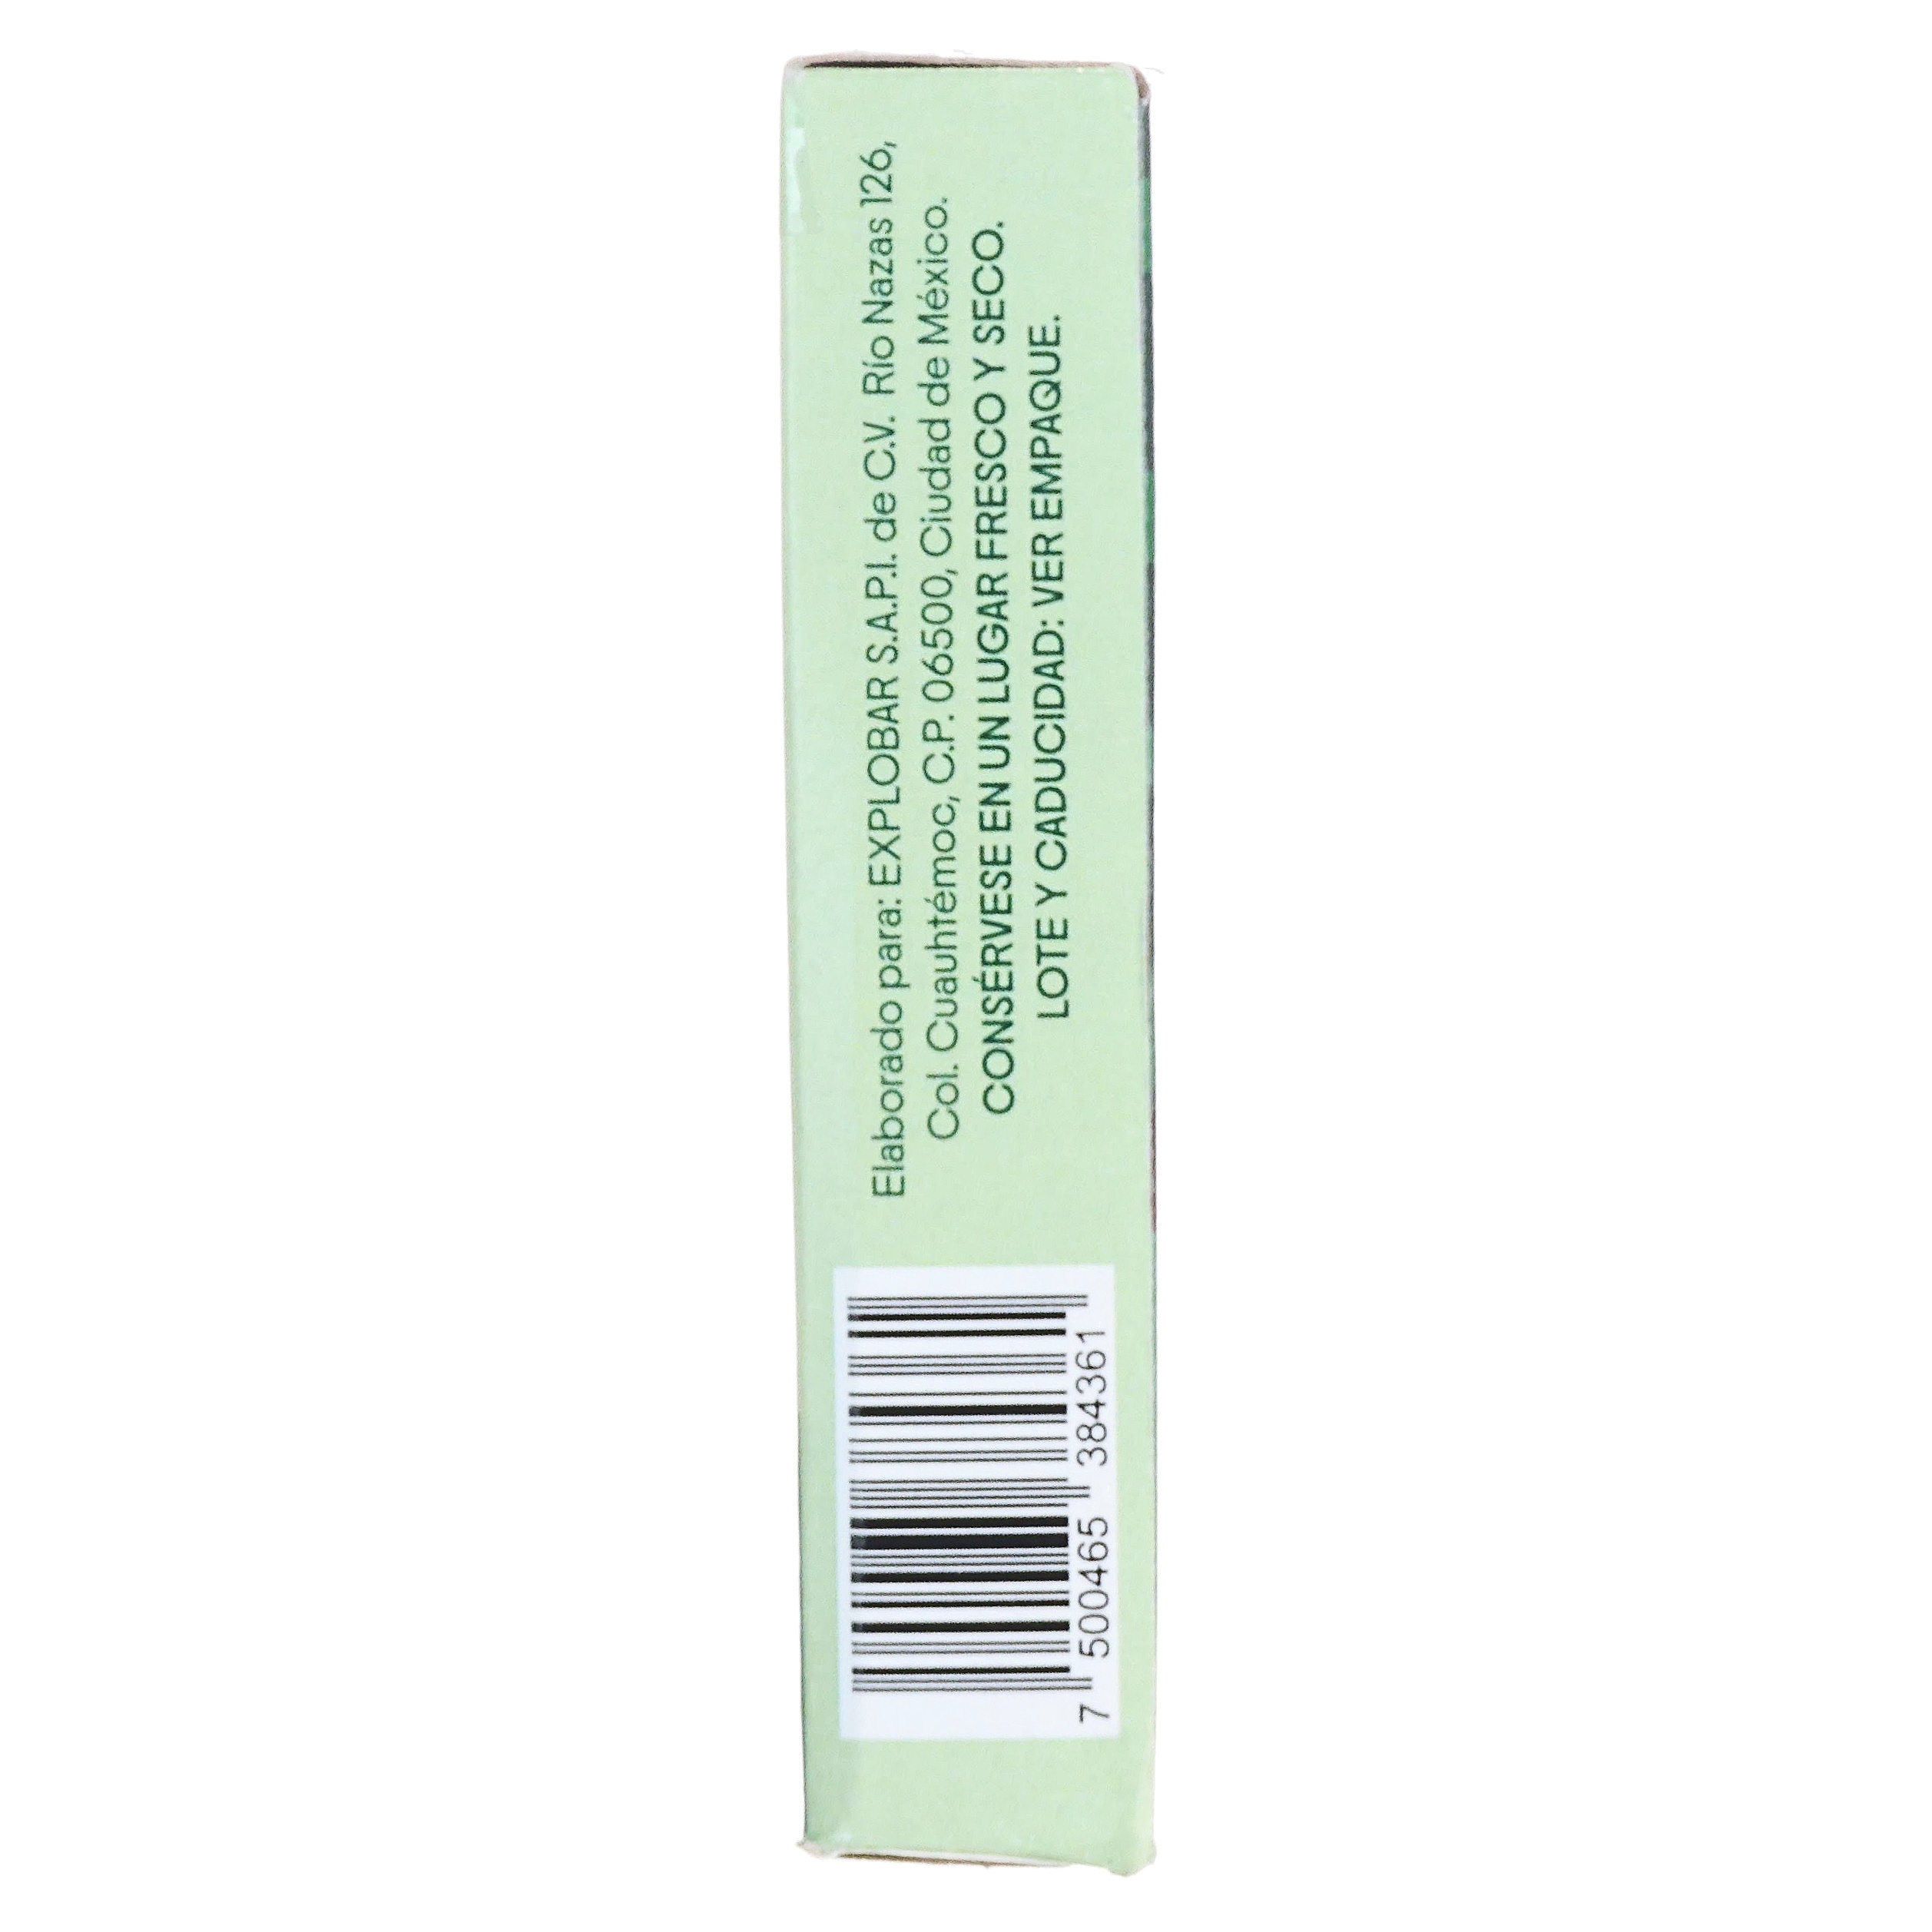 Elaborado para: EXPLOBAR S.A.P.I. de C.V. Río Nazas 126,
Col. Cuauhtémoc, C.P. 06500, Ciudad de México.
CONSÉRVESE EN UN LUGAR FRESCO Y SECO.
LOTE Y CADUCIDAD: VER EMPAQUE.
7 500465 384361